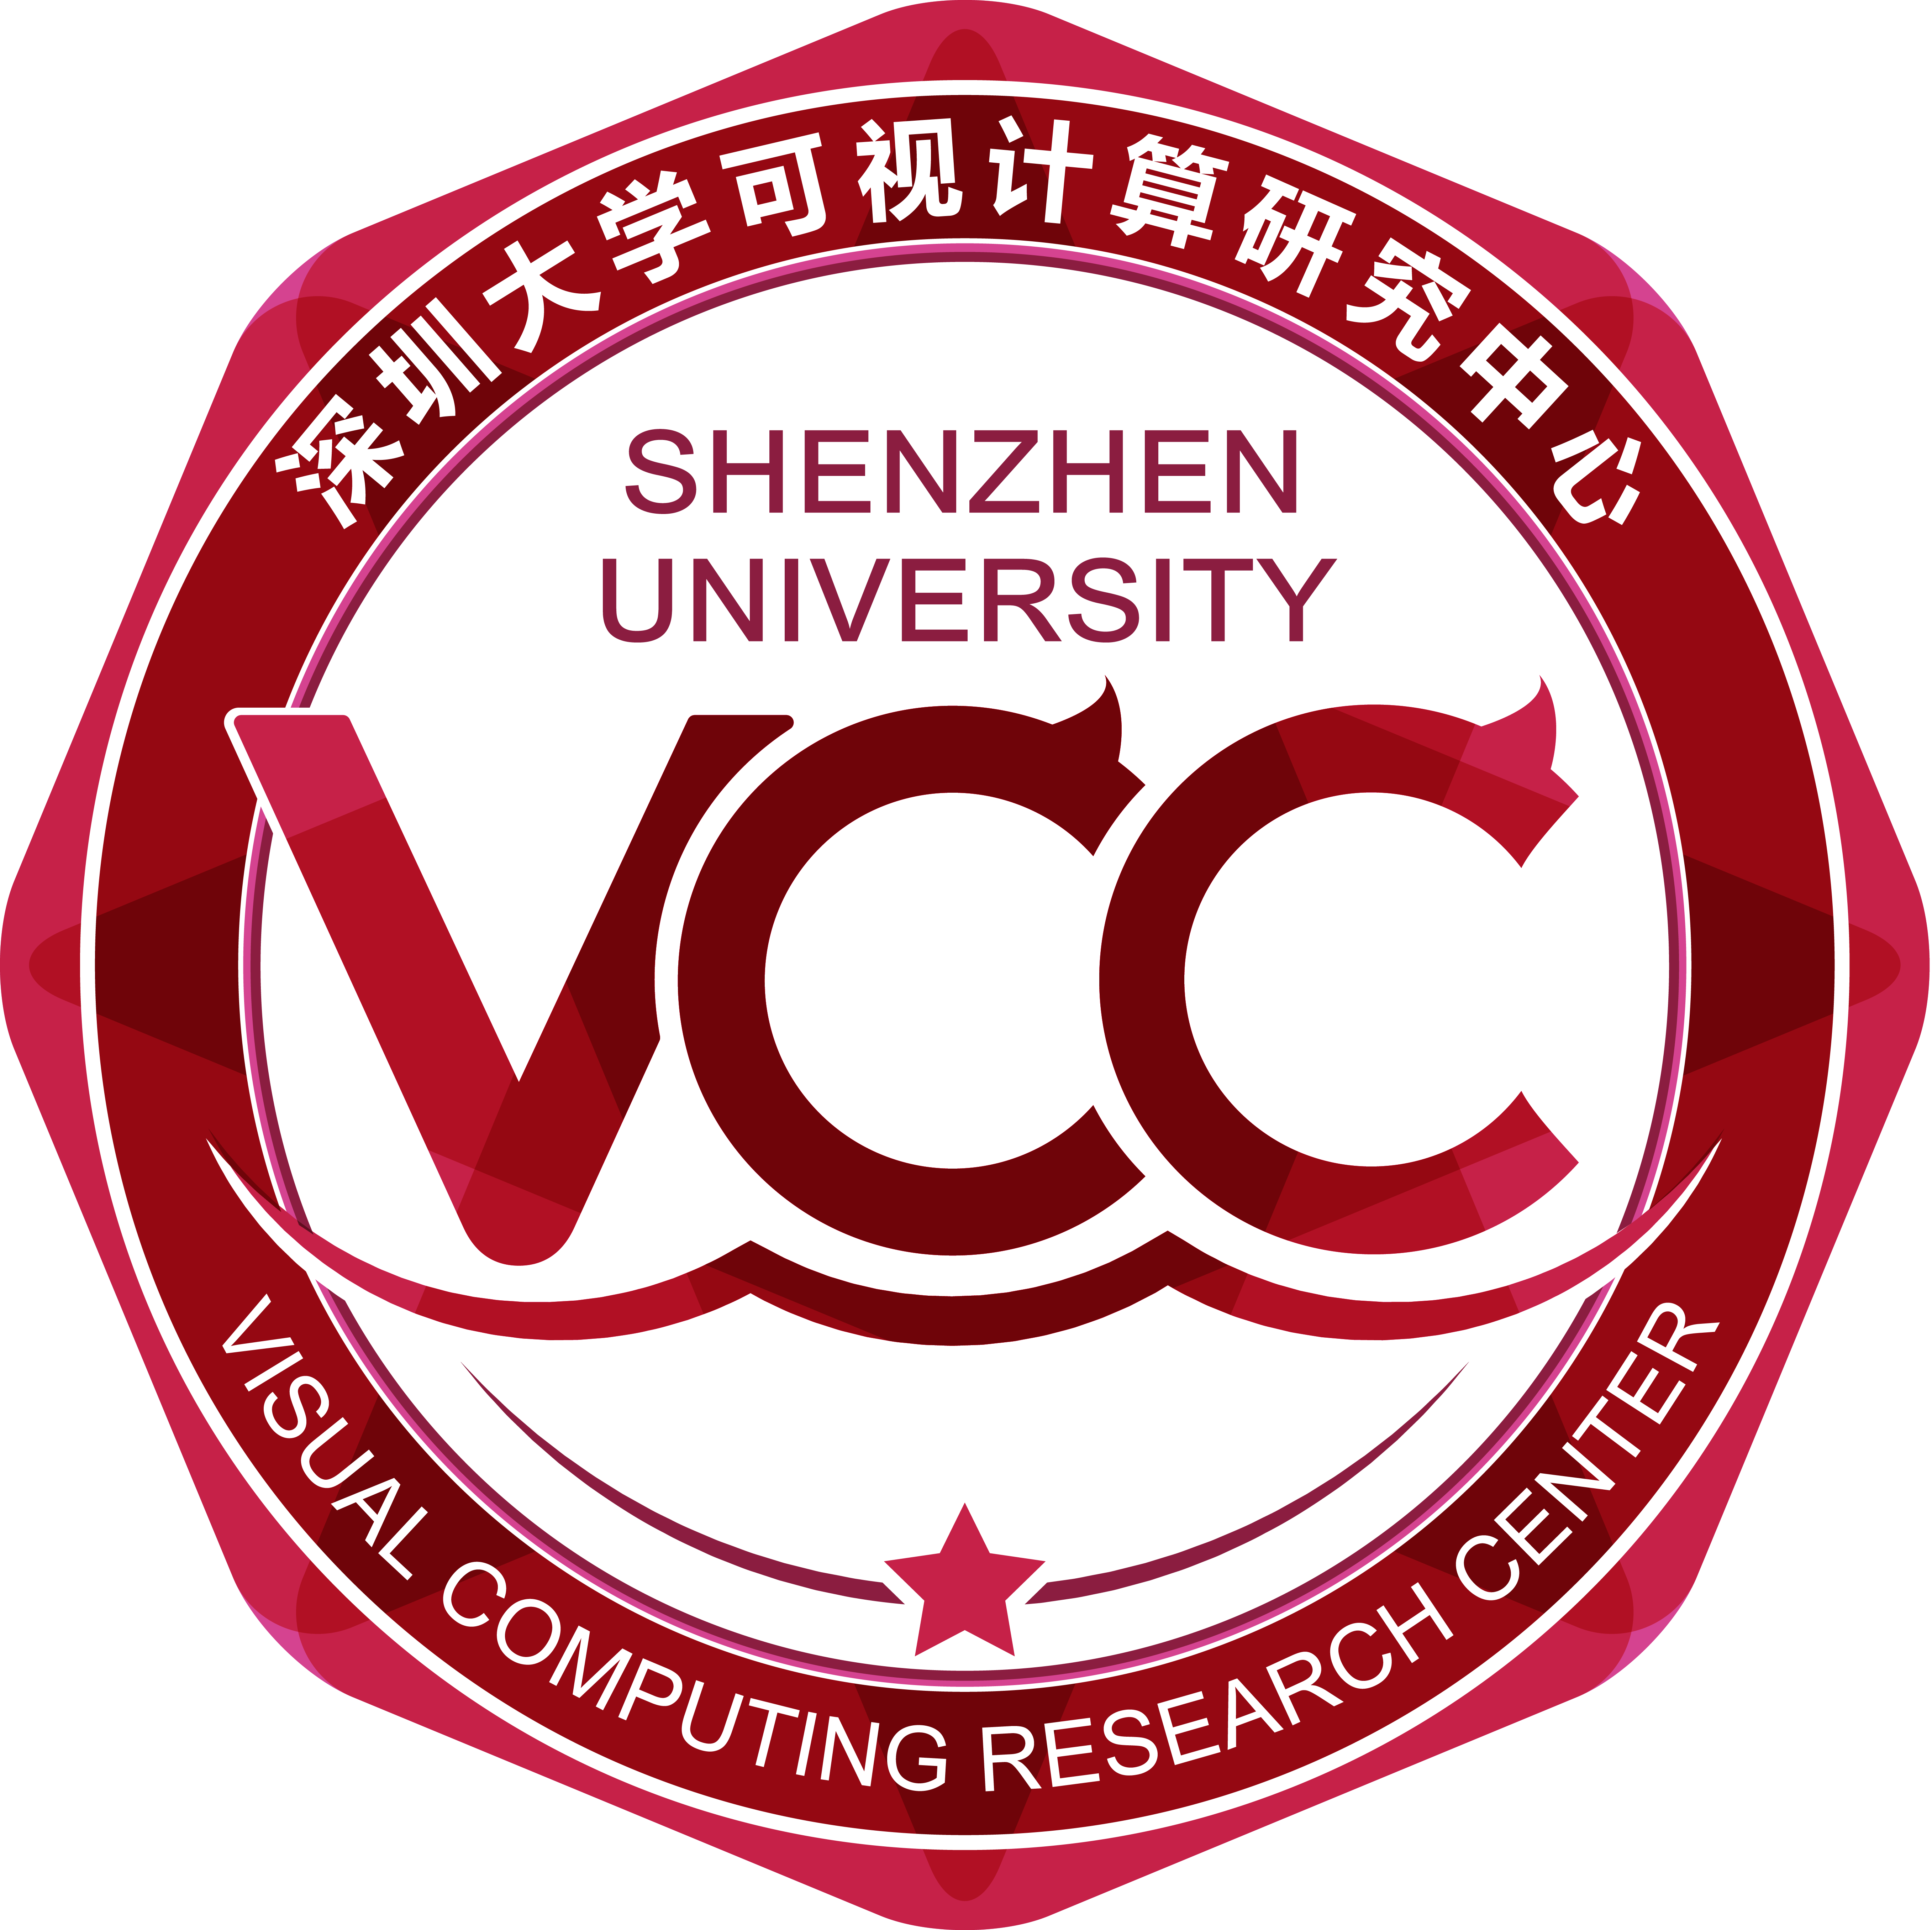 深圳大学可视计算研究中心
SHENZHEN
UNIVERSITY
VCC
VISUAL COMPUTING RESEARCH CENTER